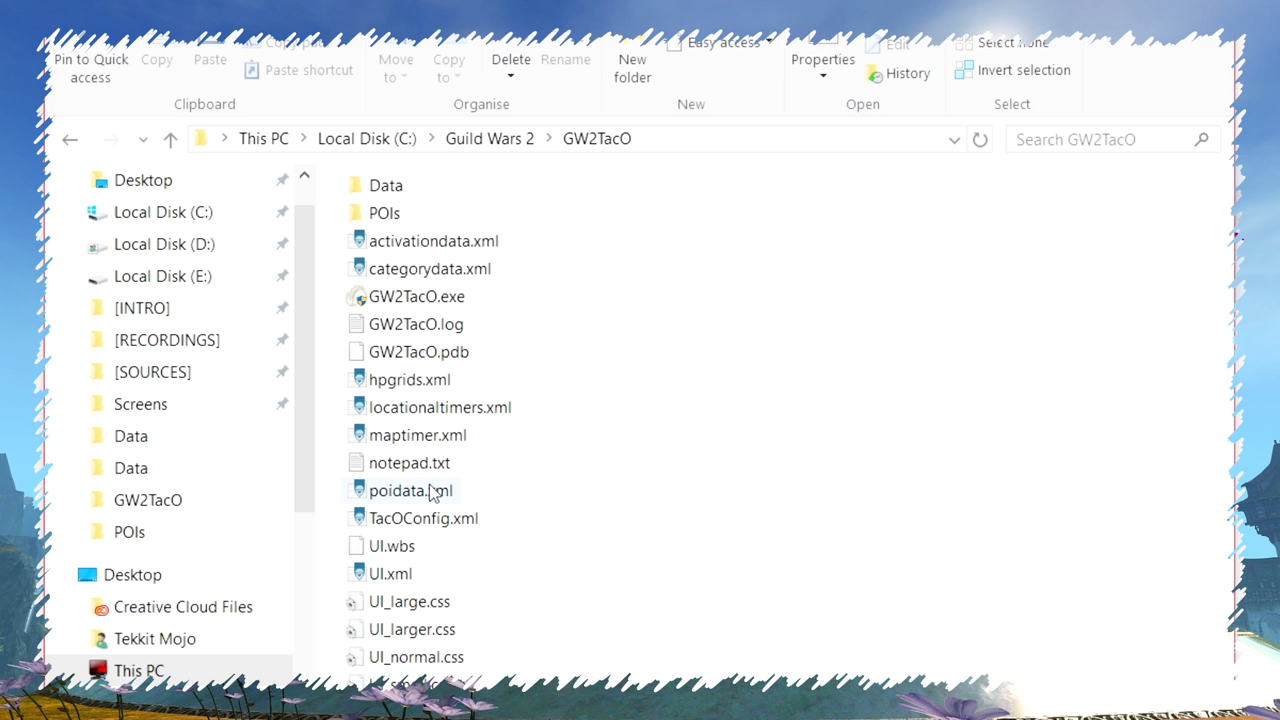 Copy path
Easy access
Edit
Select none
Pin to Quick access
Copy
Paste
Paste shortcut
Move to
Copy to
Delete
Rename
New folder
Properties
History
Invert selection
Clipboard
Organise
New
Open
Select
This PC > Local Disk (C:) > Guild Wars 2 > GW2TacO
Search GW2TacO
Desktop
Local Disk (C:)
Local Disk (D:)
Local Disk (E:)
[INTRO]
[RECORDINGS]
[SOURCES]
Screens
Data
Data
GW2TacO
POIs
Desktop
Creative Cloud Files
Tekkit Mojo
This PC
Data
POIs
activationdata.xml
categorydata.xml
GW2TacO.exe
GW2TacO.log
GW2TacO.pdb
hpgrids.xml
locationaltimers.xml
maptimer.xml
notepad.txt
poidata.xml
TacOConfig.xml
UI.wbs
UI.xml
UI_large.css
UI_larger.css
UI_normal.css